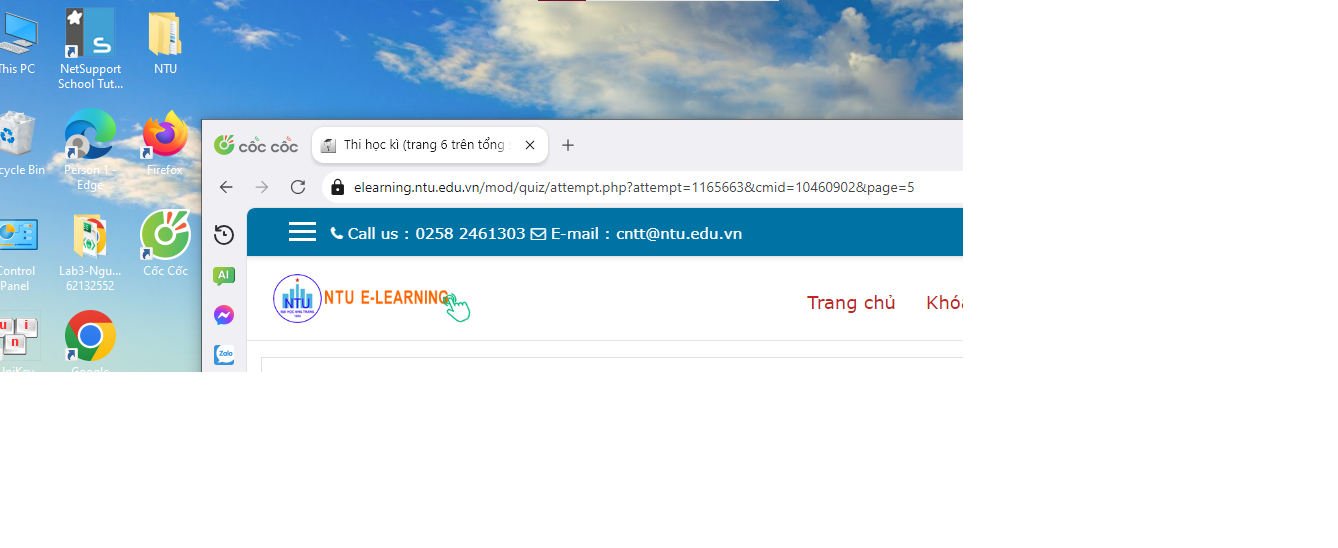 This PC
NetSupport
School Tut...
NTU
cycle Bin
Person 1 -
Edge
Firefox
Control
Panel
Lab3-Ngu...
62132552
Cốc Cốc
UniKey
Google
cốc cốc
Thi học kì (trang 6 trên tổng s
elearning.ntu.edu.vn/mod/quiz/attempt.php?attempt=1165663&cmid=10460902&page=5
Call us : 0258 2461303 E-mail : cntt@ntu.edu.vn
AI
Zalo
NTU
NTU E-LEARNING
Trang chủ Khóa